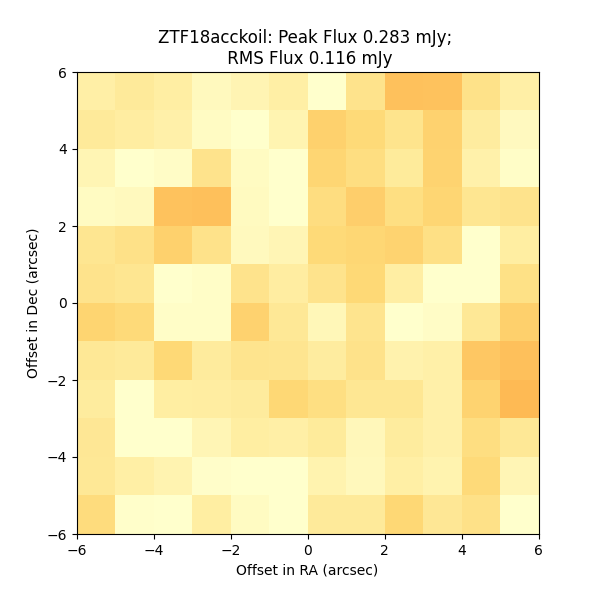 ZTF18acckoil: Peak Flux 0.283 mJy;
RMS Flux 0.116 mJy
6
4
2
0
−2
−4
−6
Offset in Dec (arcsec)
−6 −4 −2 0 2 4 6
Offset in RA (arcsec)